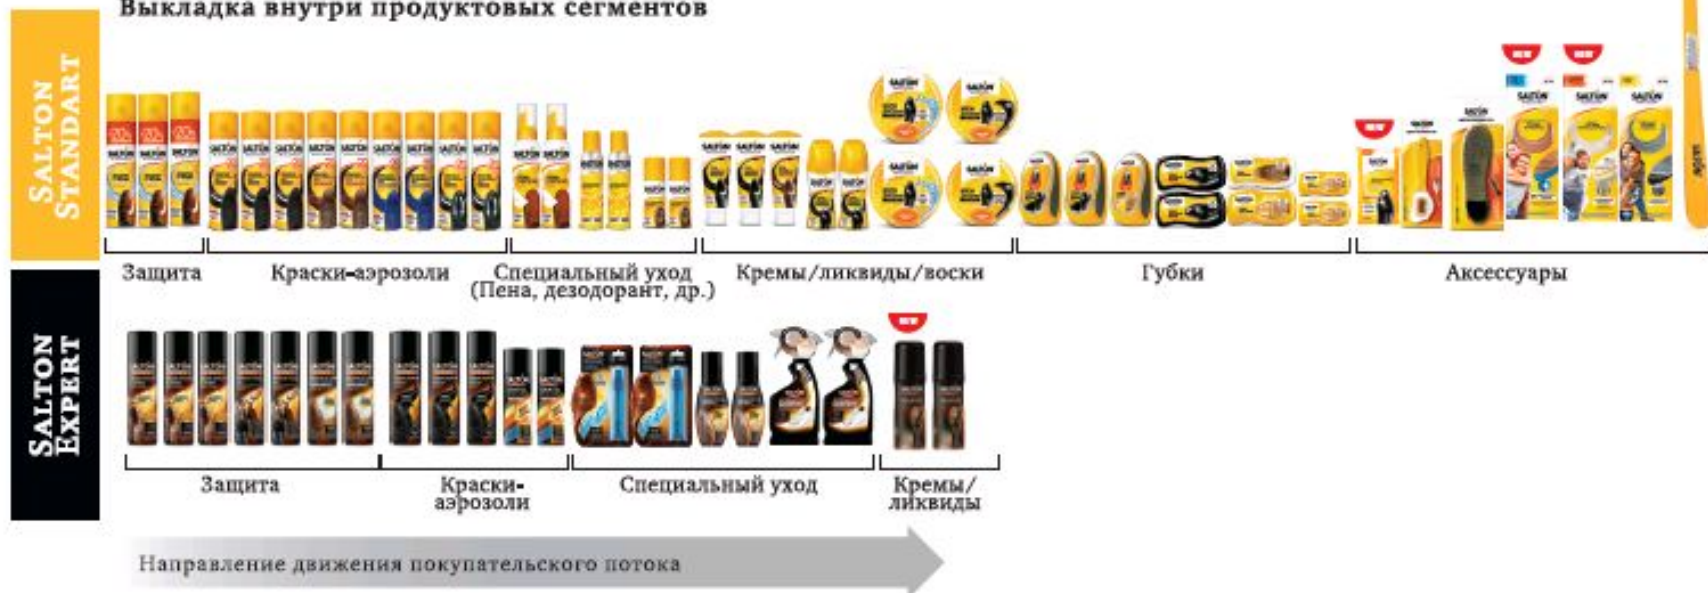 Выкладка внутри продуктовых сегментов
SALTON
STANDART
Защита
Краски-аэрозоли
Специальный уход
(Пена, дезодорант, др.)
Кремы/ликвиды/воски
Губки
Аксессуары
SALTON
EXPERT
Защита
Краски-
аэрозоли
Специальный уход
Кремы/
ликвиды
Направление движения покупательского потока